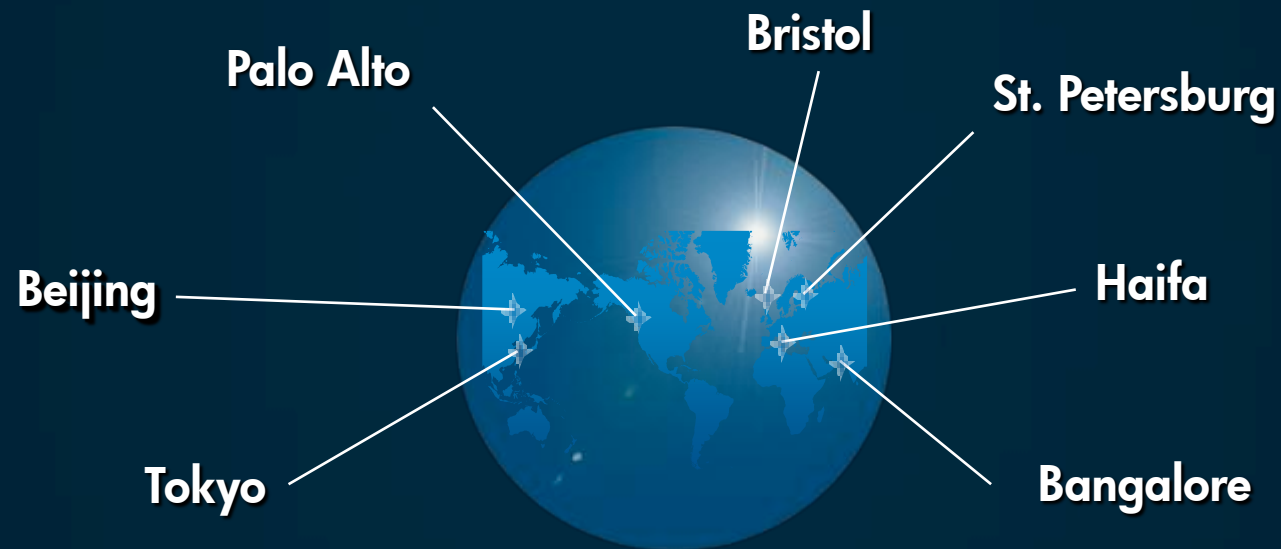 Bristol
Palo Alto
St. Petersburg
Beijing
Haifa
Tokyo
Bangalore